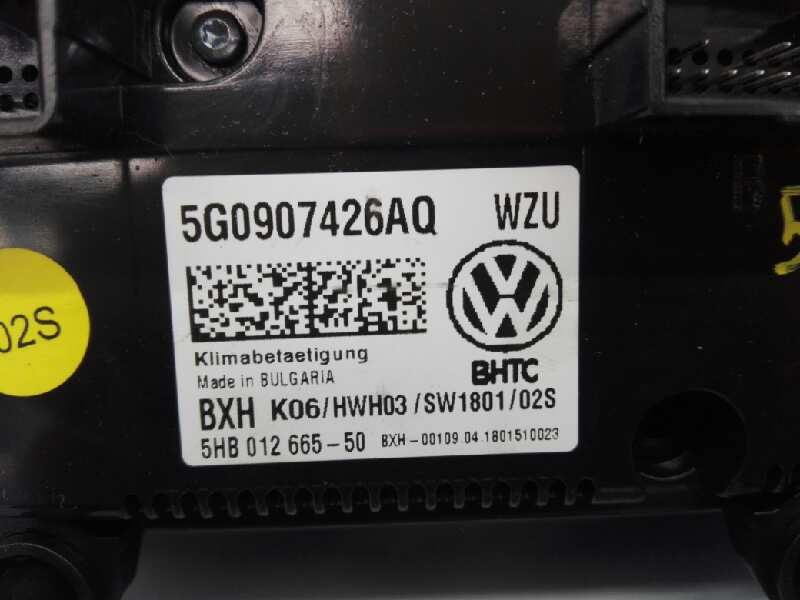 5G0907426AQ WZU
Klimabetaetigung
Made in BULGARIA
BHTC
BXH K06/HWH03/SW1801/02S
5HB 012 665-50 BXH-00109.04.1801510023
02S
5